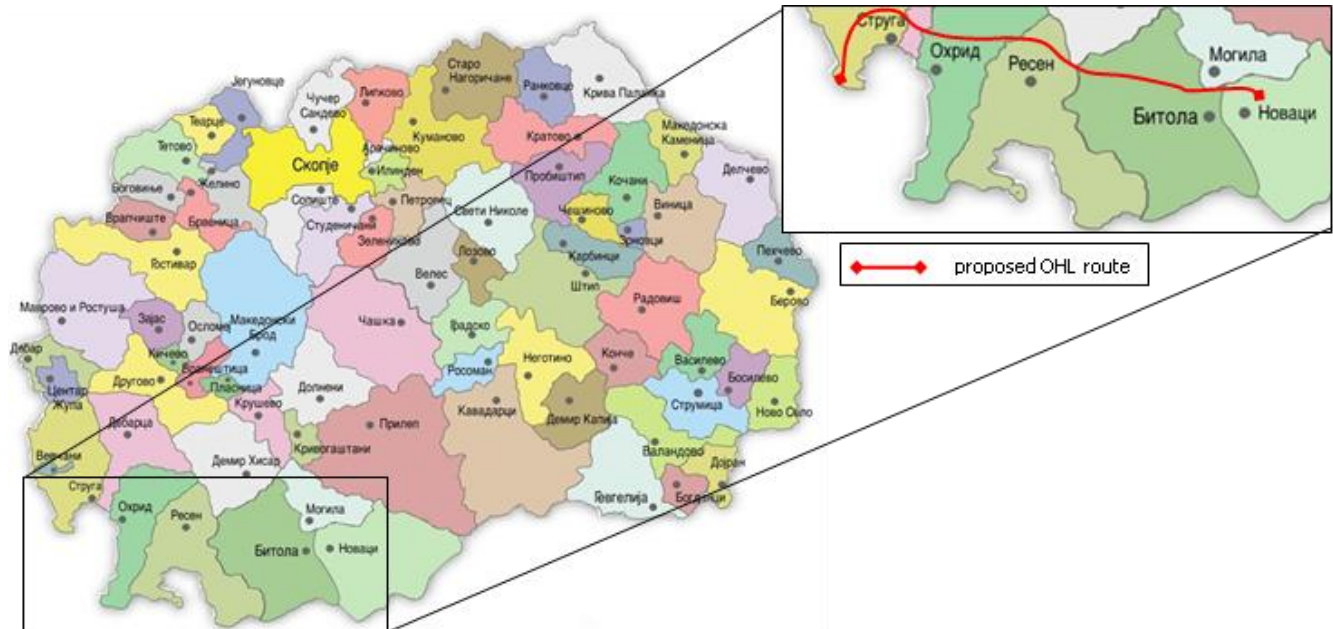 Јегуновце
Теарце
Тетово
Желино
Боговиње
Врапчиште
Брвеница
Гостивар
Чучер
Сандево
Липково
Старо
Нагоричане
Ранковце
Крива Паланка
Куманово
Кратово
Македонска
Каменица
Скопје
Арачиново
Илинден
Сопиште
Студеничани
Зелениково
Петровец
Пробиштип
Кочани
Делчево
Свети Николе
Чешиново
Виница
Зрновци
Карбинци
Пехчево
Лозово
Велес
Штип
Берово
Радовиш
Маврово и Ростуша
Зајас
Осломеј
Македонски
Брод
Чашка
Градско
Дебар
Кичево
Вранештица
Другово
Пласница
Центар
Жупа
Росоман
Неготино
Конче
Василево
Босилево
Долнени
Крушево
Струмица
Ново Село
Дебарца
Прилеп
Кавадарци
Демир Капија
Кривогаштани
Валандово
Дојран
Вевчани
Демир Хисар
Струга
Гевгелија
Богданци
Охрид
Ресен
Могила
Битола
Новаци
Струга
Охрид
Ресен
Могила
Битола
Новаци
proposed OHL route